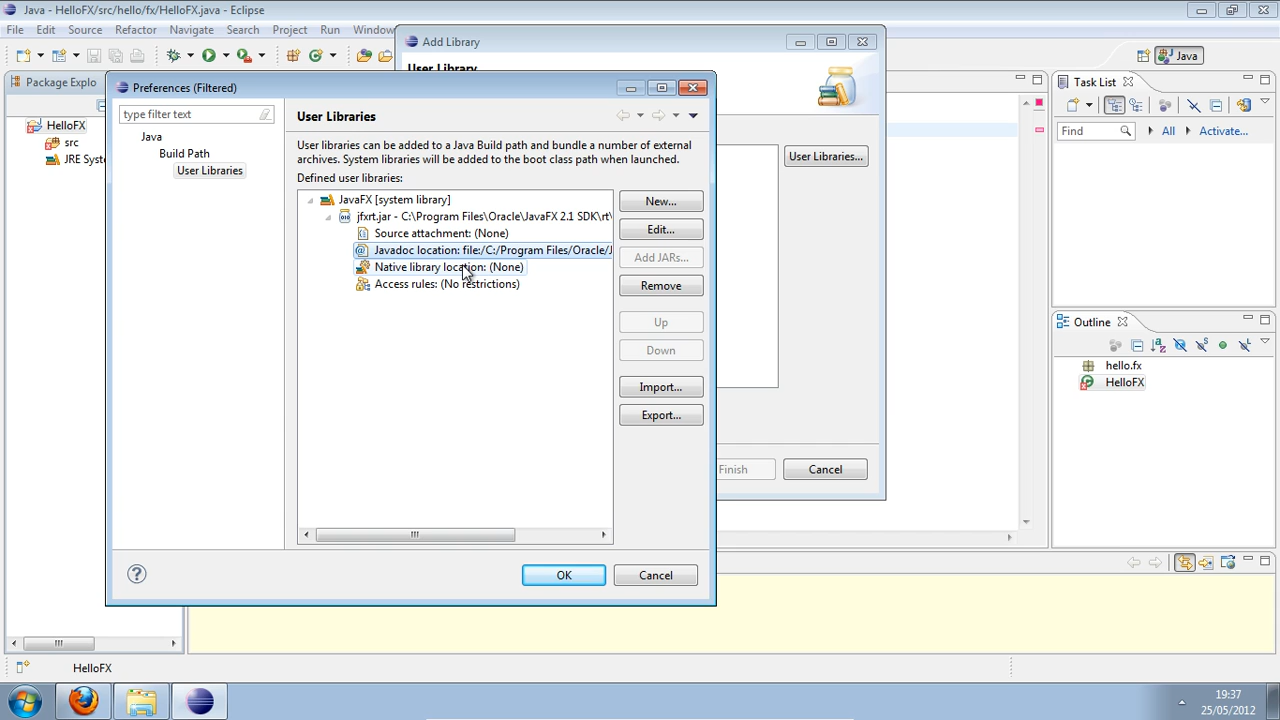 Java - HelloFX/src/hello/fx/HelloFX.java - Eclipse
File Edit Source Refactor Navigate Search Project Run Window
Java
Package Explo
HelloFX
src
JRE Syste
Add Library
User Library
User Libraries...
Finish
Cancel
Preferences (Filtered)
type filter text
Java
Build Path
User Libraries
User Libraries
User libraries can be added to a Java Build path and bundle a number of external
archives. System libraries will be added to the boot class path when launched.
Defined user libraries:
JavaFX [system library]
jfxrt.jar - C:\Program Files\Oracle\JavaFX 2.1 SDK\rt\
Source attachment: (None)
Javadoc location: file:/C:/Program Files/Oracle/J
Native library location: (None)
Access rules: (No restrictions)
New...
Edit...
Add JARs...
Remove
Up
Down
Import...
Export...
OK
Cancel
Task List
Find
All
Activate...
Outline
hello.fx
HelloFX
HelloFX
19:37
25/05/2012